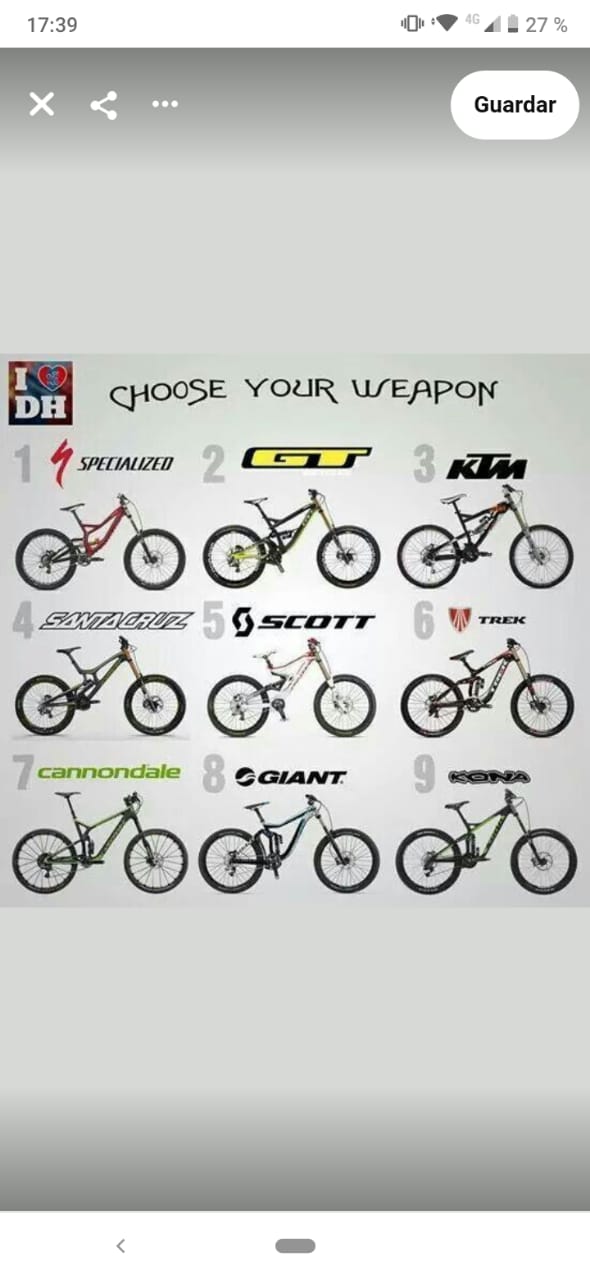 17:39
4G
27 %
Guardar
I
DH
CHOOSE YOUR WEAPON
1 SPECIALIZED 2 GT 3 KTM
4 SANTACRUZ 5 SCOTT 6 TREK
7 cannondale 8 GIANT 9 KONA